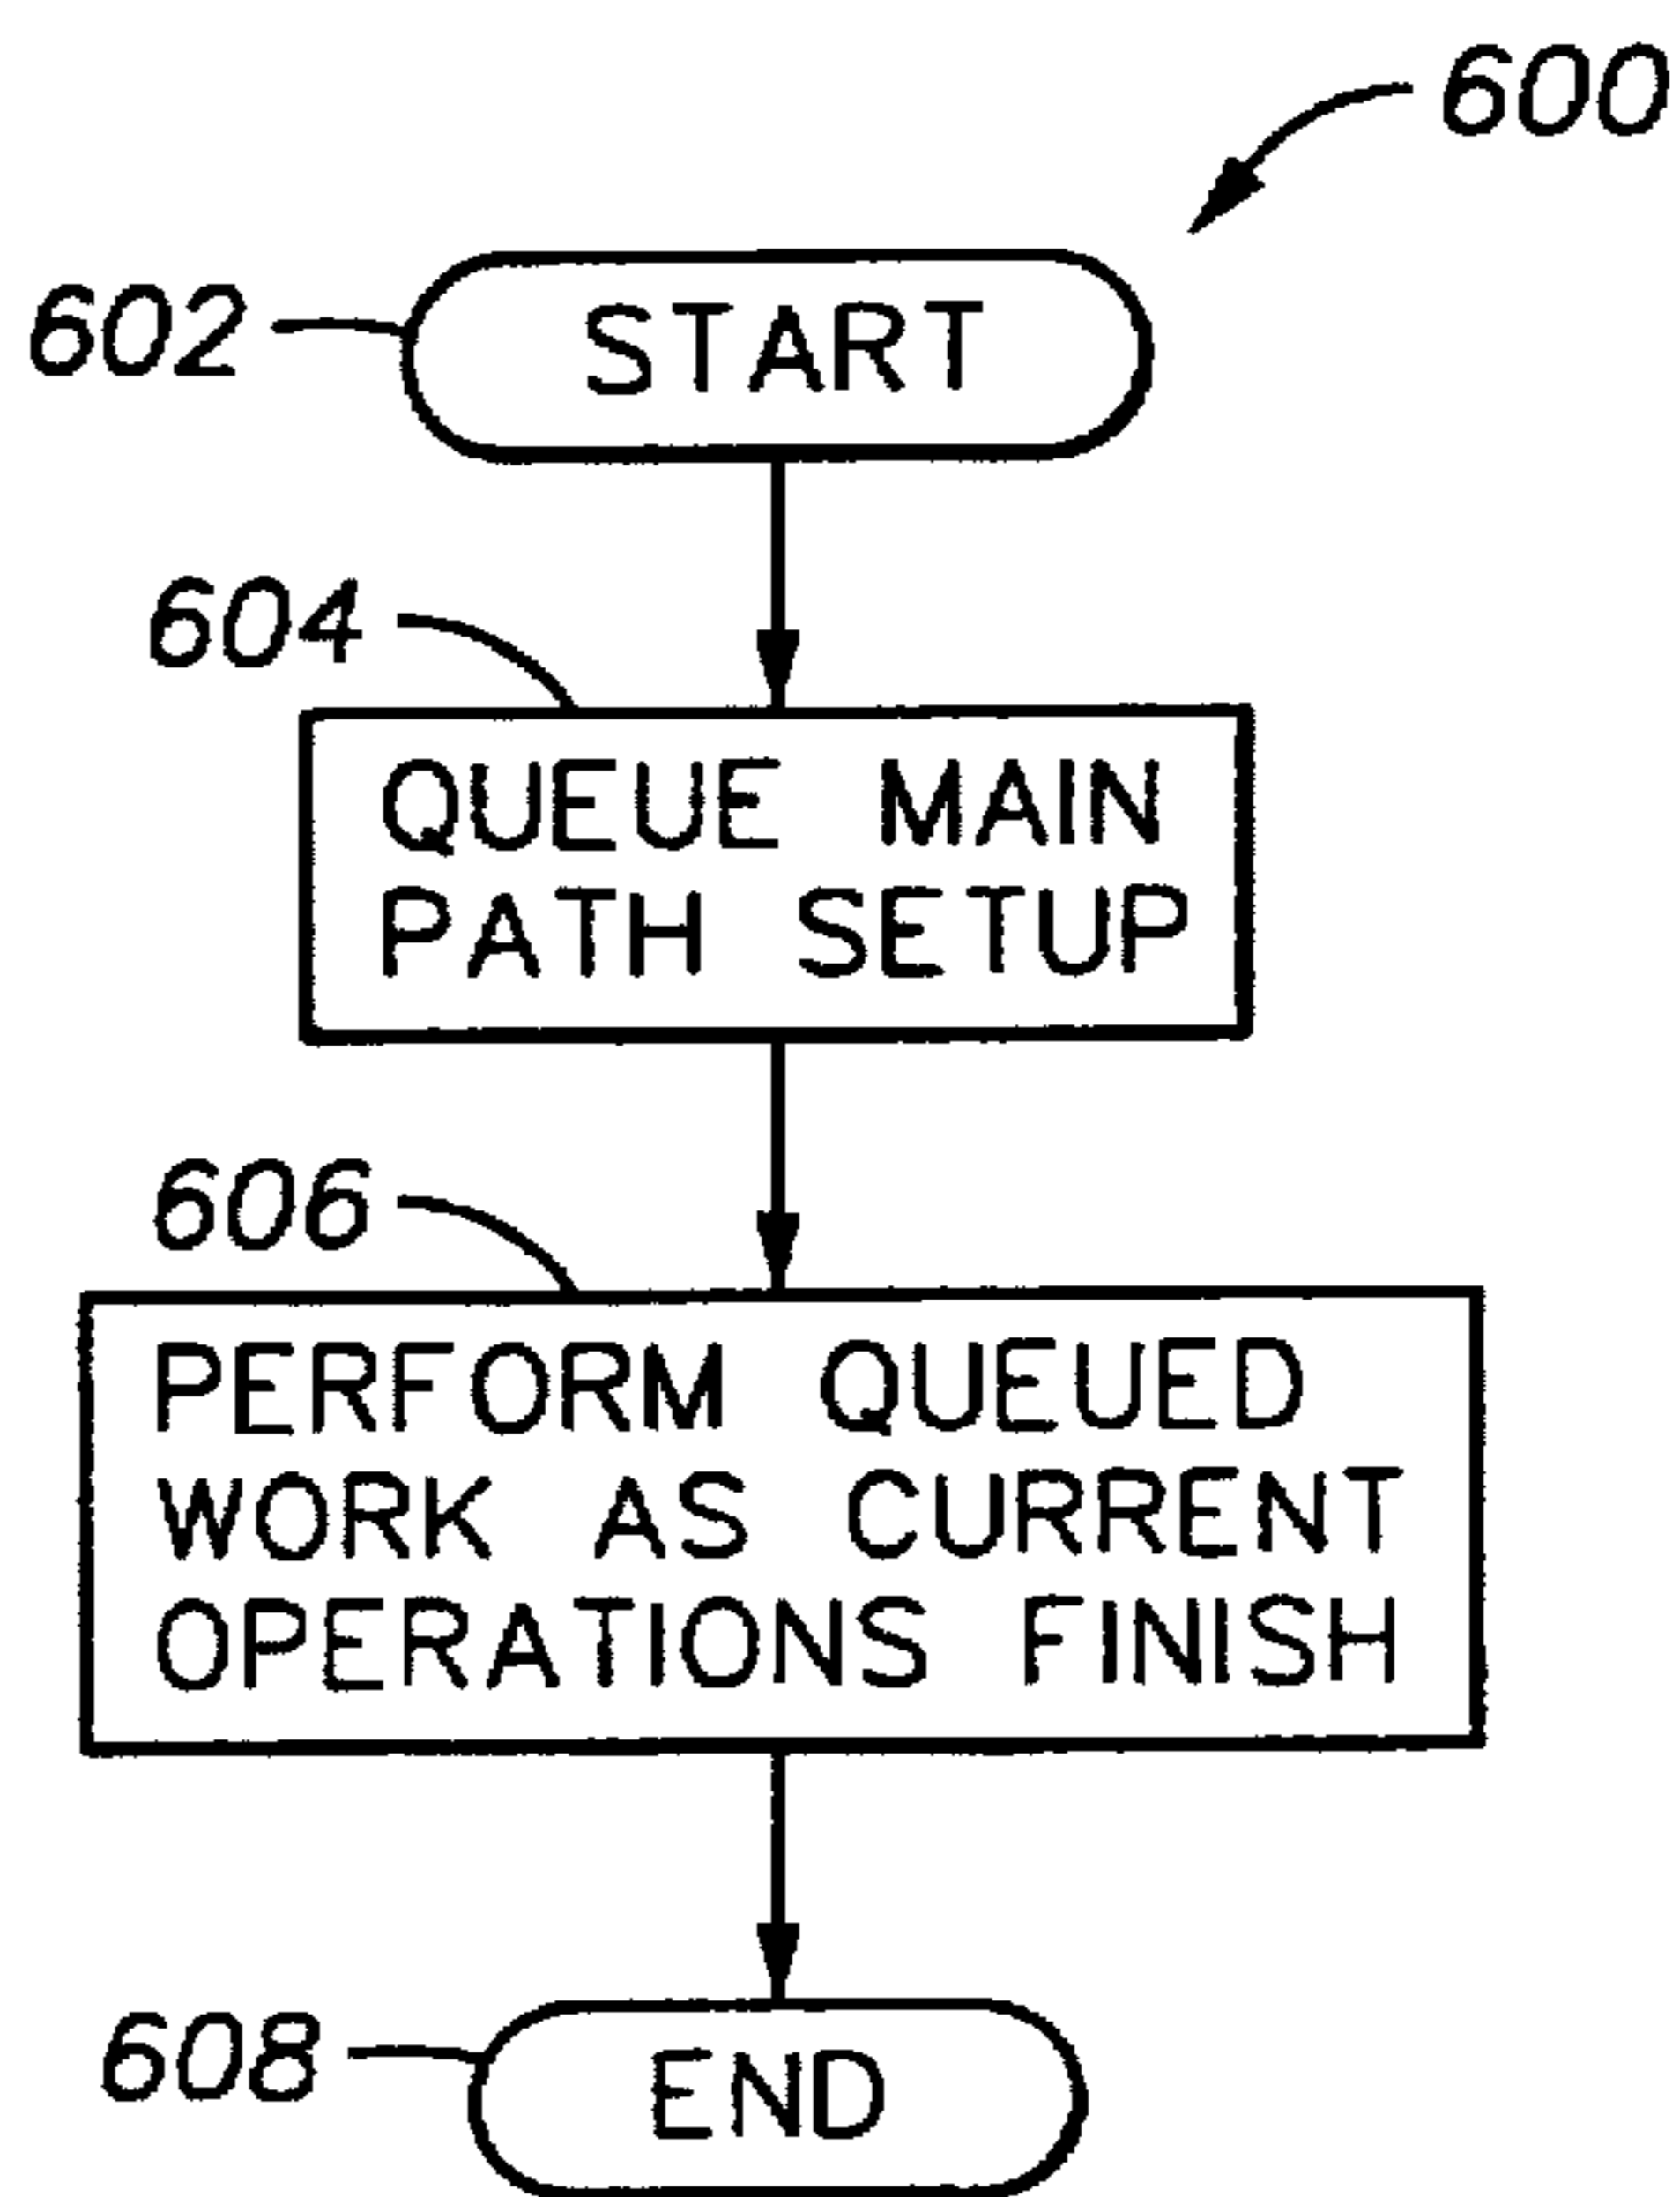 600
602
START
604
QUEUE MAIN
PATH SETUP
606
PERFORM QUEUED
WORK AS CURRENT
OPERATIONS FINISH
608
END